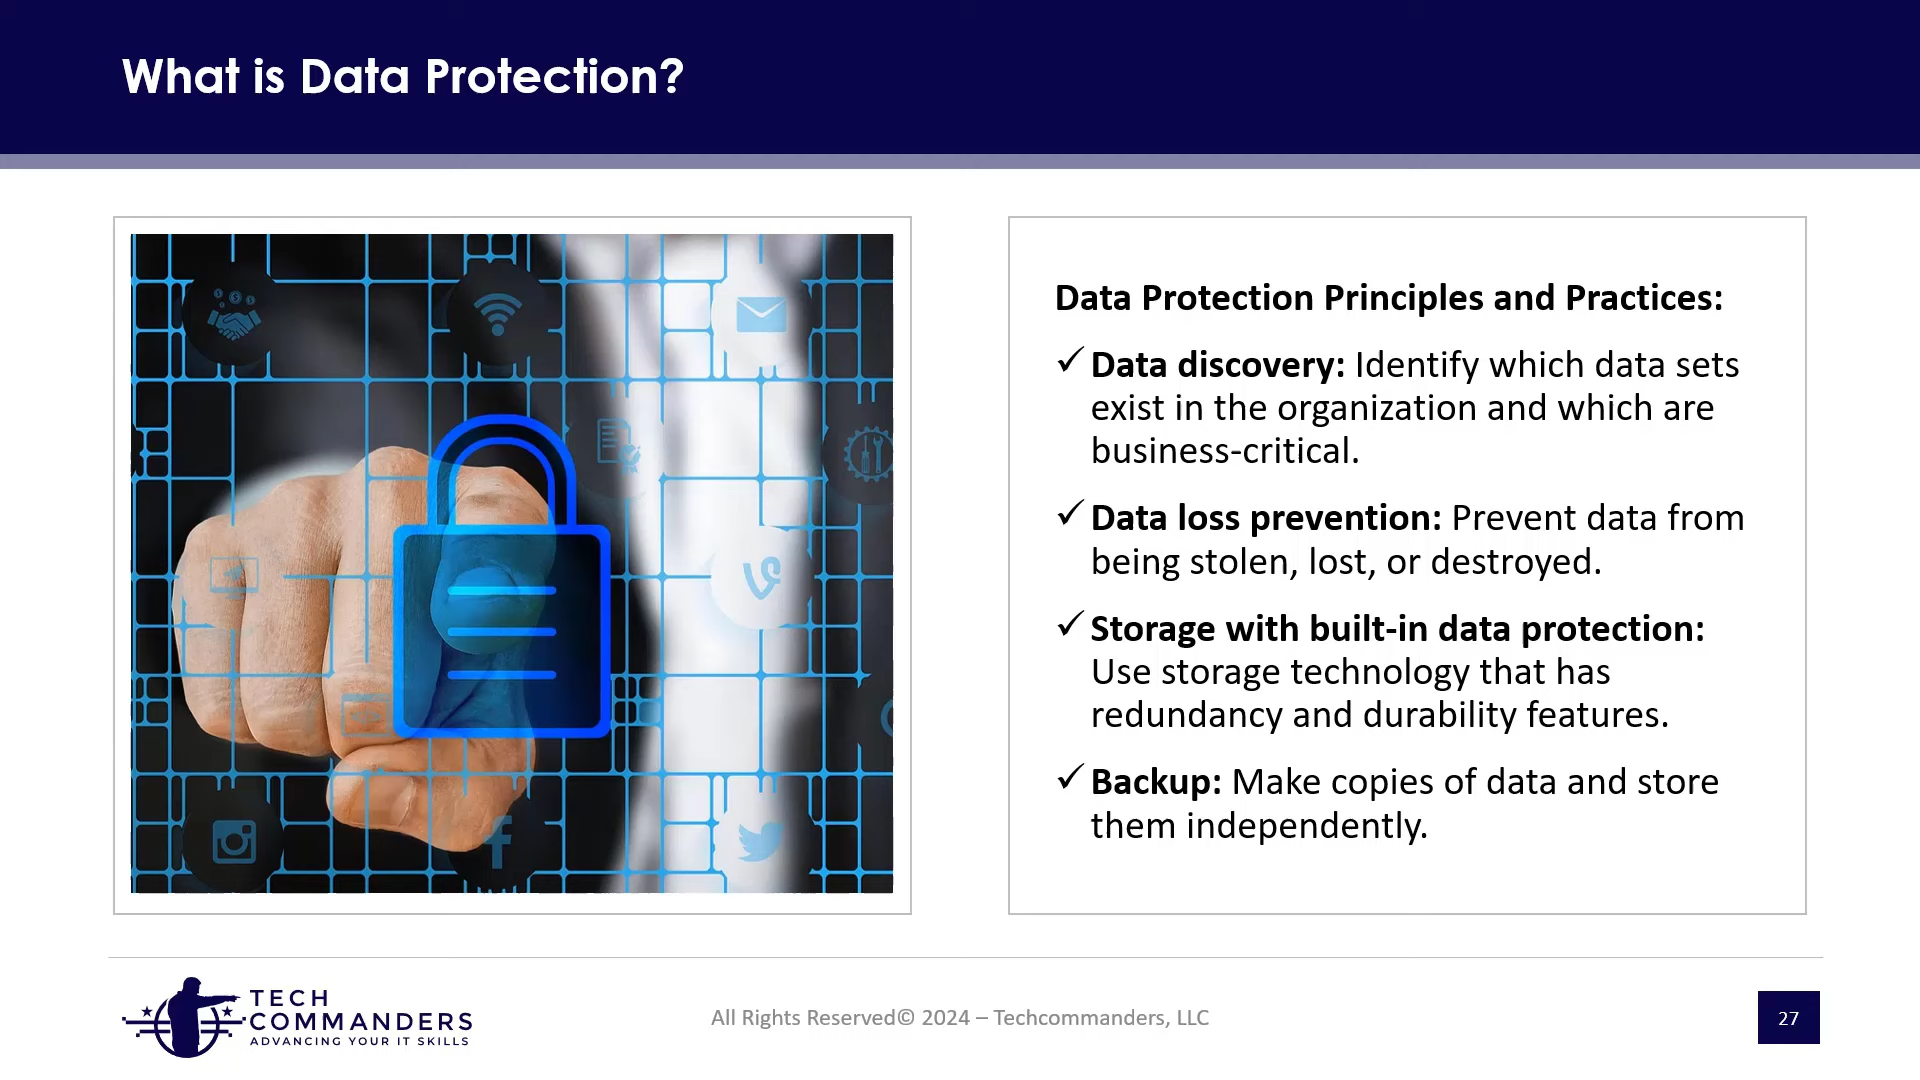 What is Data Protection?
Data Protection Principles and Practices:
✓ Data discovery: Identify which data sets
exist in the organization and which are
business-critical.
✓ Data loss prevention: Prevent data from
being stolen, lost, or destroyed.
✓ Storage with built-in data protection:
Use storage technology that has
redundancy and durability features.
✓ Backup: Make copies of data and store
them independently.
TECH
COMMANDERS
ADVANCING YOUR IT SKILLS
All Rights Reserved© 2024 – Techcommanders, LLC
27